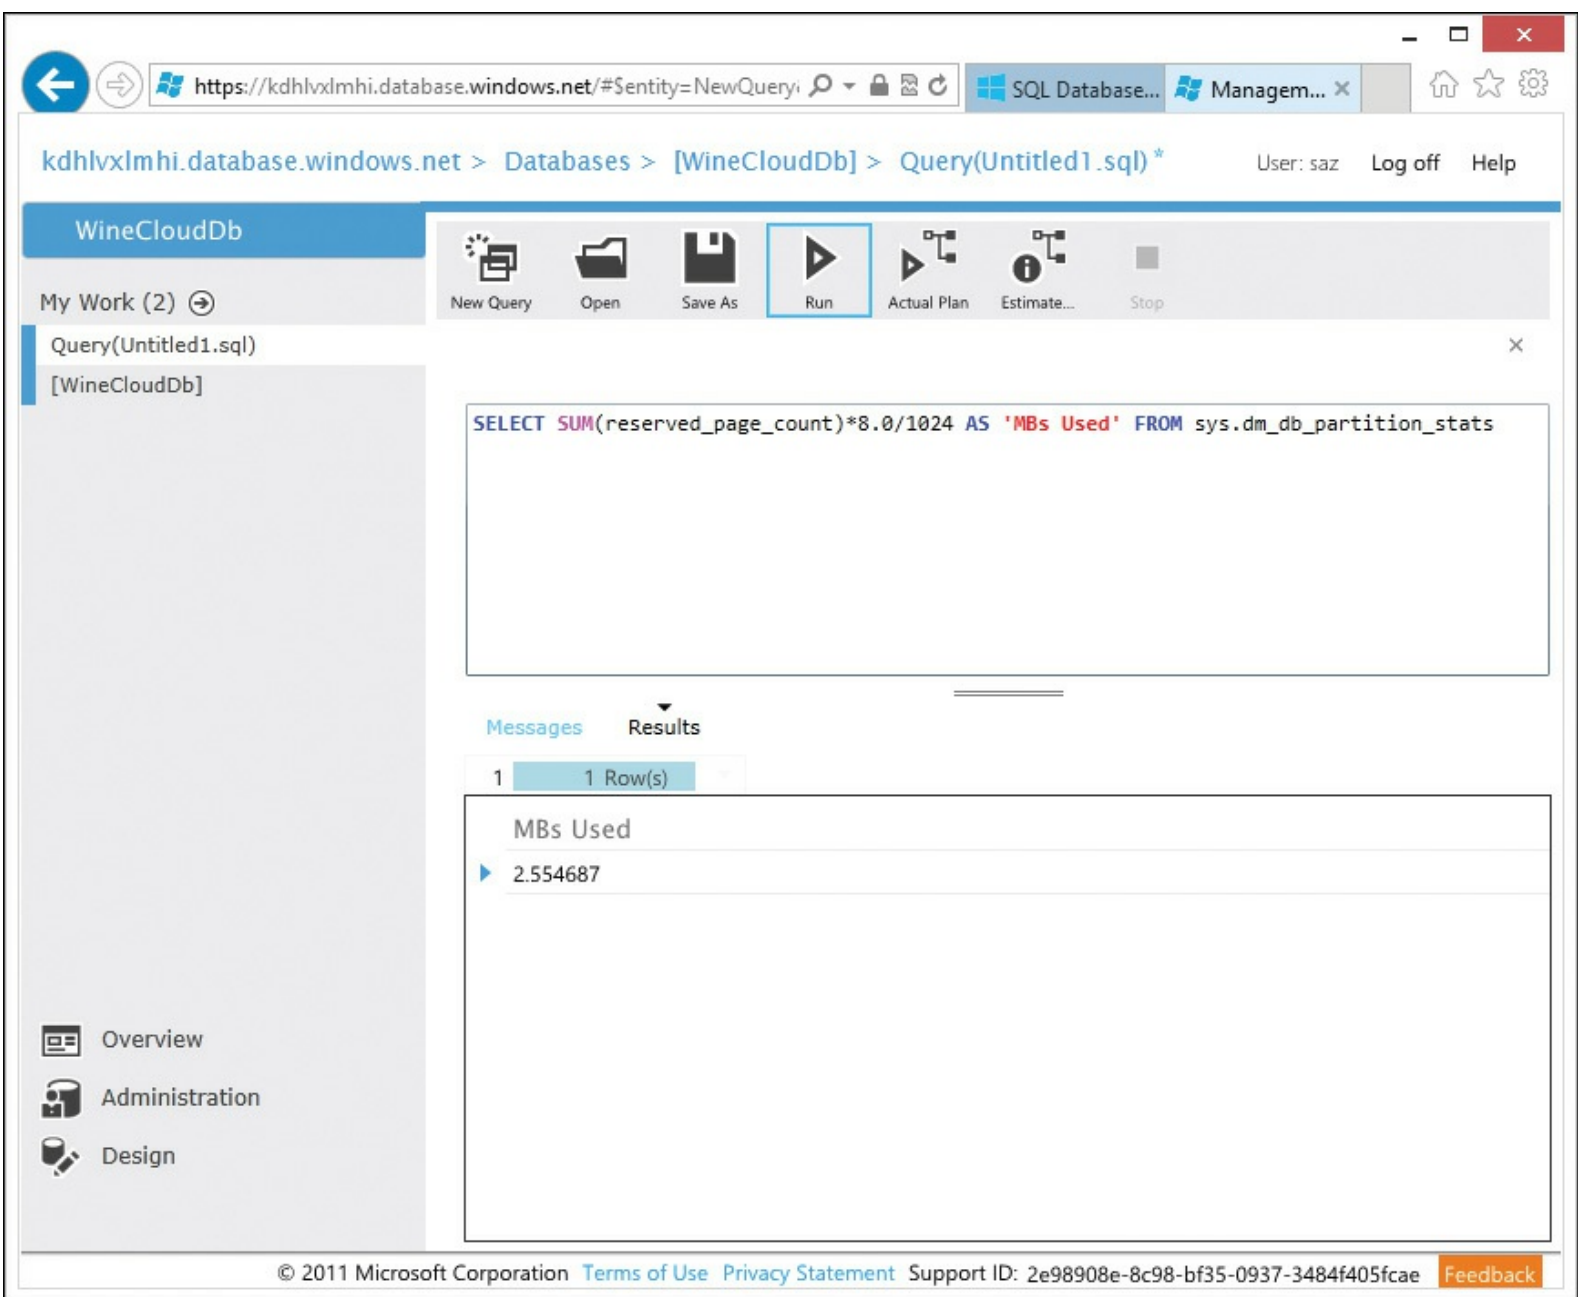 https://kdhlvxlmhi.database.windows.net/#$entity=NewQuery
SQL Database...
Managem...
kdhlvxlmhi.database.windows.net > Databases > [WineCloudDb] > Query(Untitled1.sql) *
User: saz Log off Help
WineCloudDb
My Work (2)
Query(Untitled1.sql)
[WineCloudDb]
New Query Open Save As Run Actual Plan Estimate... Stop
SELECT SUM(reserved_page_count)*8.0/1024 AS 'MBs Used' FROM sys.dm_db_partition_stats
Messages Results
1 1 Row(s)
MBs Used
2.554687
Overview
Administration
Design
© 2011 Microsoft Corporation Terms of Use Privacy Statement Support ID: 2e98908e-8c98-bf35-0937-3484f405fcae Feedback